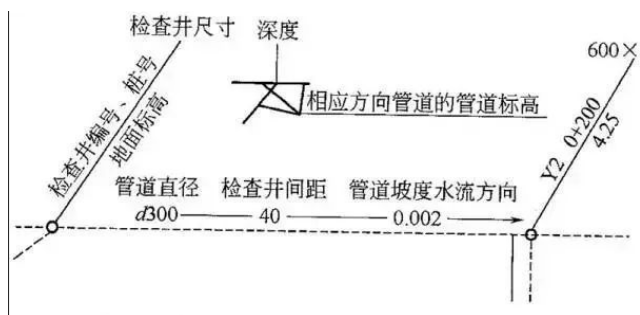 检查井尺寸
深度
600×
检查井编号、桩号
地面标高
相应方向管道的管道标高
Y2 0+200
4.25
管道直径 检查井间距 管道坡度水流方向
d300 40 0.002